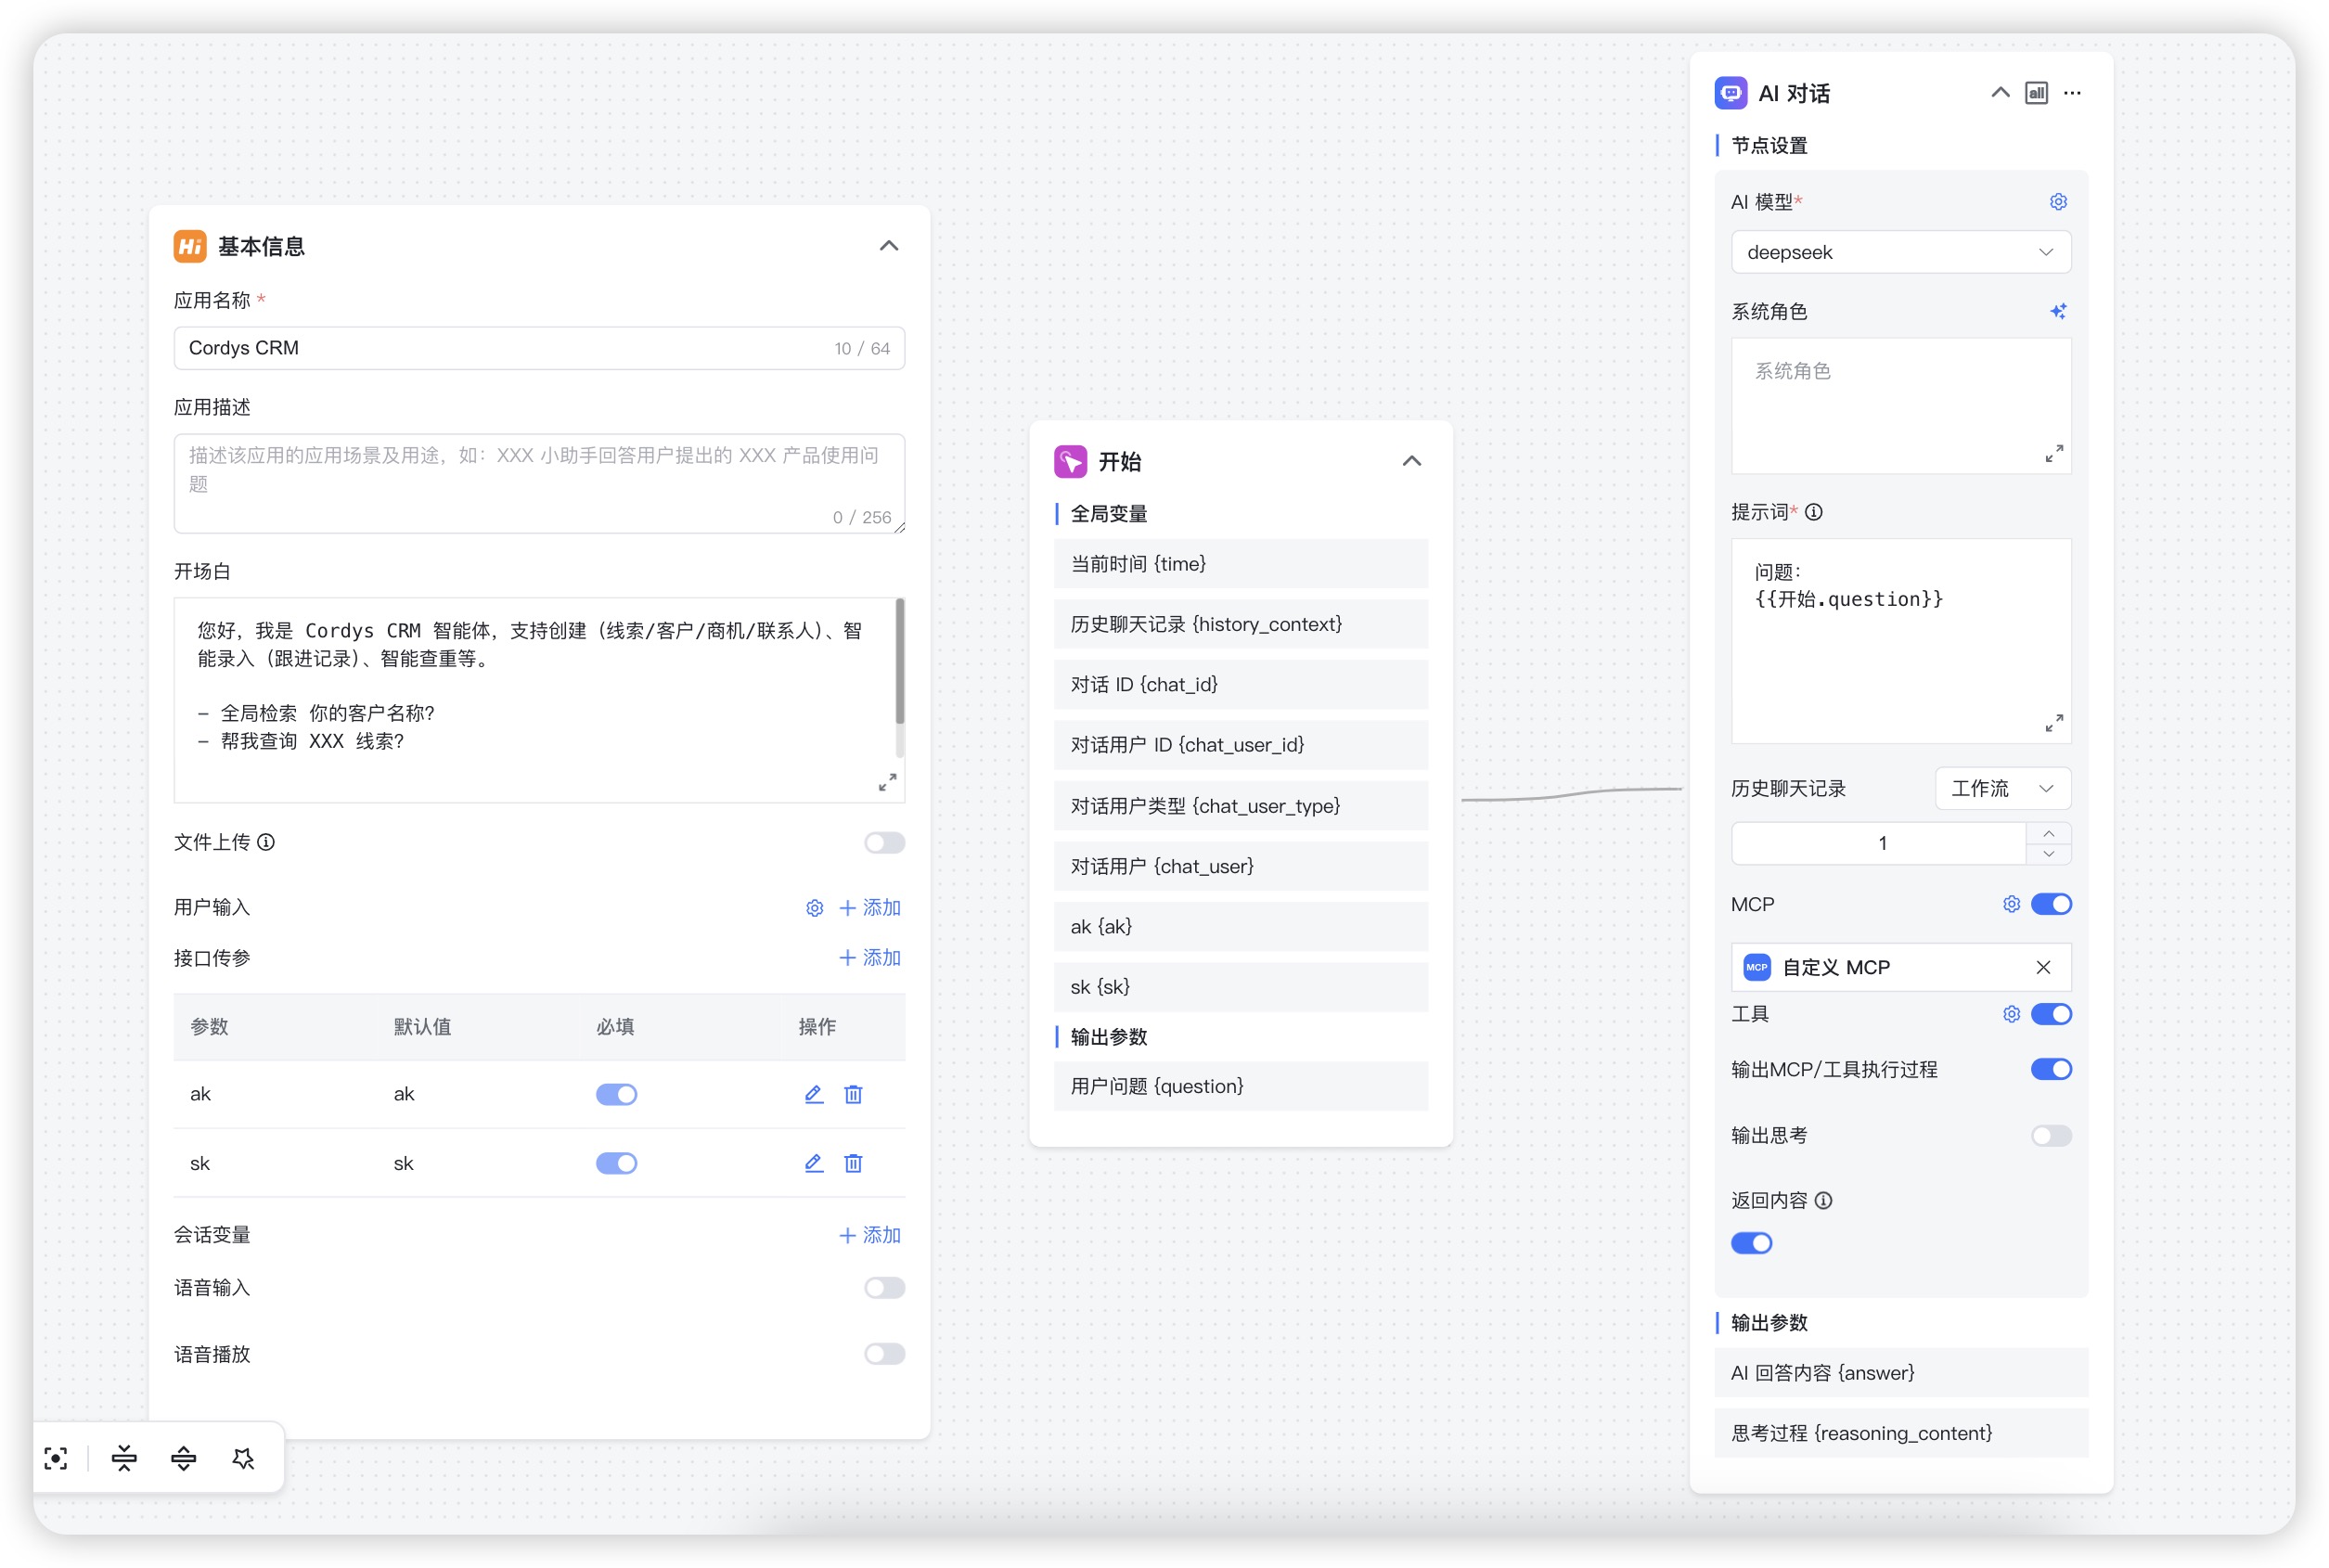 Hi 基本信息
应用名称 *
Cordys CRM 10 / 64
应用描述
描述该应用的应用场景及用途，如：XXX 小助手回答用户提出的 XXX 产品使用问
题
0 / 256
开场白
您好，我是 Cordys CRM 智能体，支持创建（线索/客户/商机/联系人）、智
能录入（跟进记录）、智能查重等。
- 全局检索 你的客户名称?
- 帮我查询 XXX 线索?
文件上传
用户输入 + 添加
接口传参 + 添加
参数 默认值 必填 操作
ak ak
sk sk
会话变量 + 添加
语音输入
语音播放
开始
全局变量
当前时间 {time}
历史聊天记录 {history_context}
对话 ID {chat_id}
对话用户 ID {chat_user_id}
对话用户类型 {chat_user_type}
对话用户 {chat_user}
ak {ak}
sk {sk}
输出参数
用户问题 {question}
AI 对话 all ...
节点设置
AI 模型*
deepseek
系统角色
系统角色
提示词*
问题：
{{开始.question}}
历史聊天记录 工作流
1
MCP
MCP 自定义 MCP
工具
输出MCP/工具执行过程
输出思考
返回内容
输出参数
AI 回答内容 {answer}
思考过程 {reasoning_content}